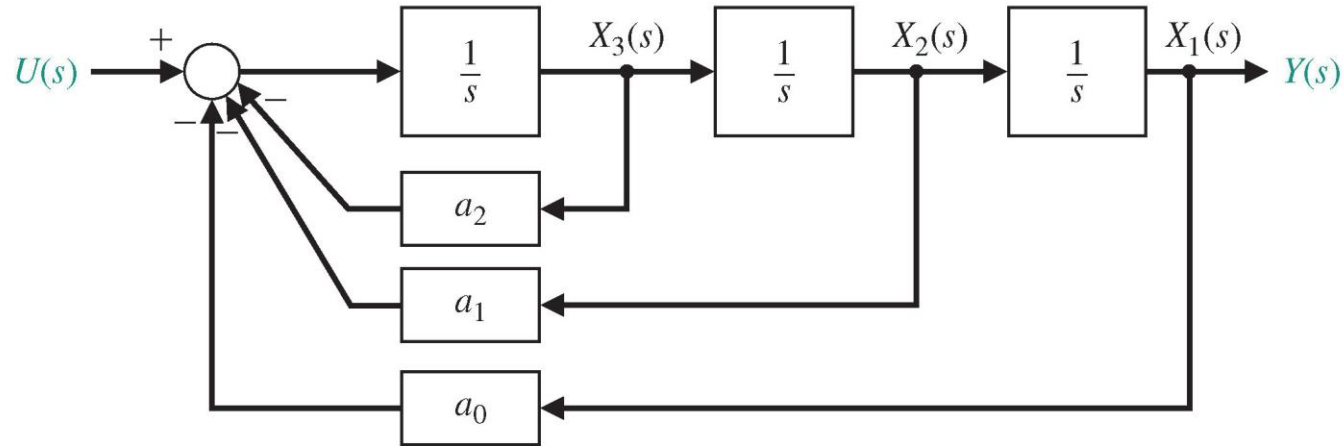 X₃(s) X₂(s) X₁(s)
+
U(s) 1/s 1/s 1/s Y(s)
−
− −
a₂
a₁
a₀